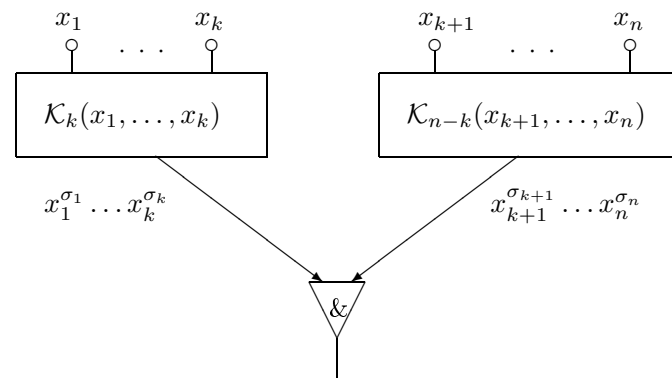 x_1 . . . x_k x_{k+1} . . . x_n
𝒦_k(x_1, . . . , x_k) 𝒦_{n−k}(x_{k+1}, . . . , x_n)
x_1^{σ_1} . . . x_k^{σ_k} x_{k+1}^{σ_{k+1}} . . . x_n^{σ_n}
&